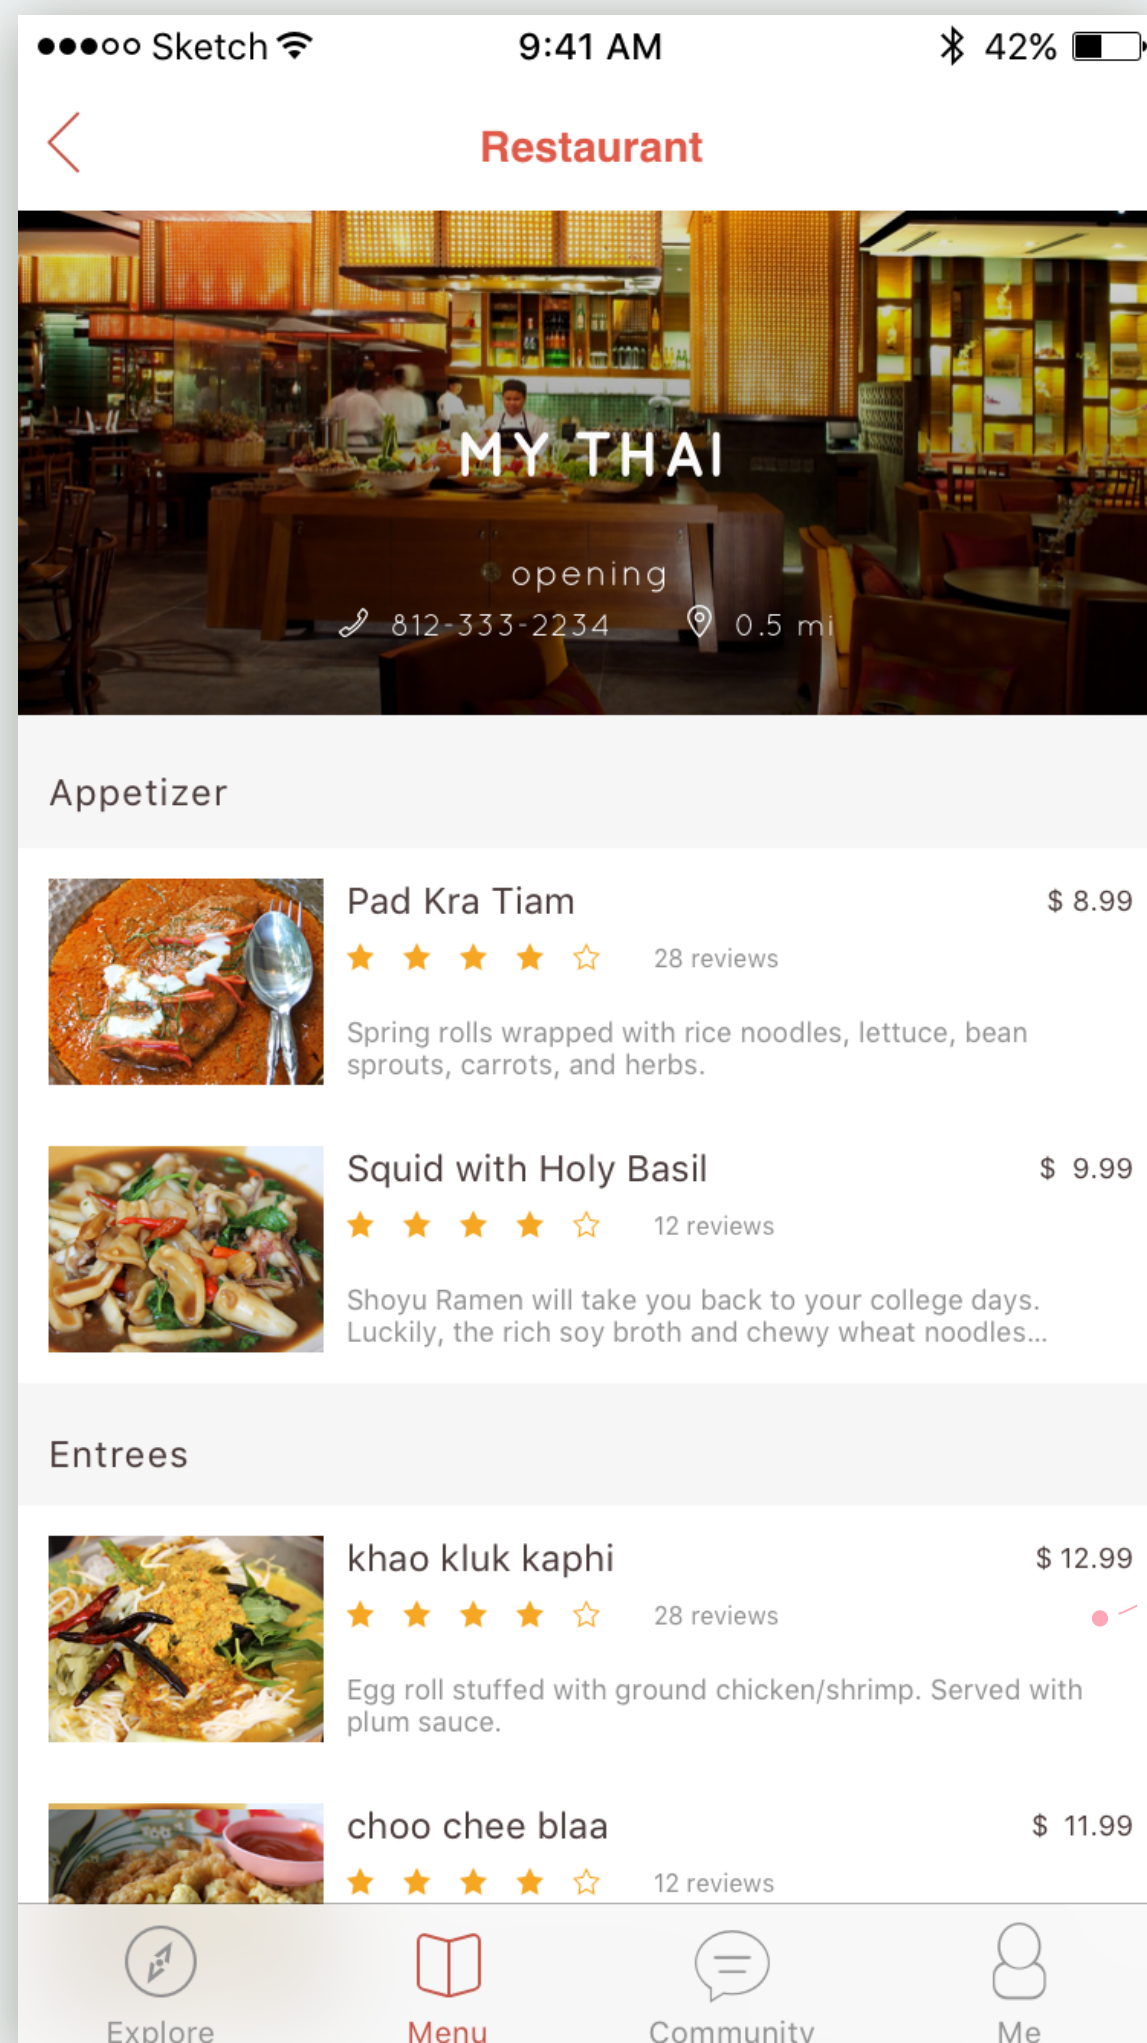 Sketch
9:41 AM
42%
Restaurant
MY THAI
opening
812-333-2234
0.5 mi
Appetizer
Pad Kra Tiam $ 8.99
28 reviews
Spring rolls wrapped with rice noodles, lettuce, bean
sprouts, carrots, and herbs.
Squid with Holy Basil $ 9.99
12 reviews
Shoyu Ramen will take you back to your college days.
Luckily, the rich soy broth and chewy wheat noodles...
Entrees
khao kluk kaphi $ 12.99
28 reviews
Egg roll stuffed with ground chicken/shrimp. Served with
plum sauce.
choo chee blaa $ 11.99
12 reviews
Explore
Menu
Community
Me